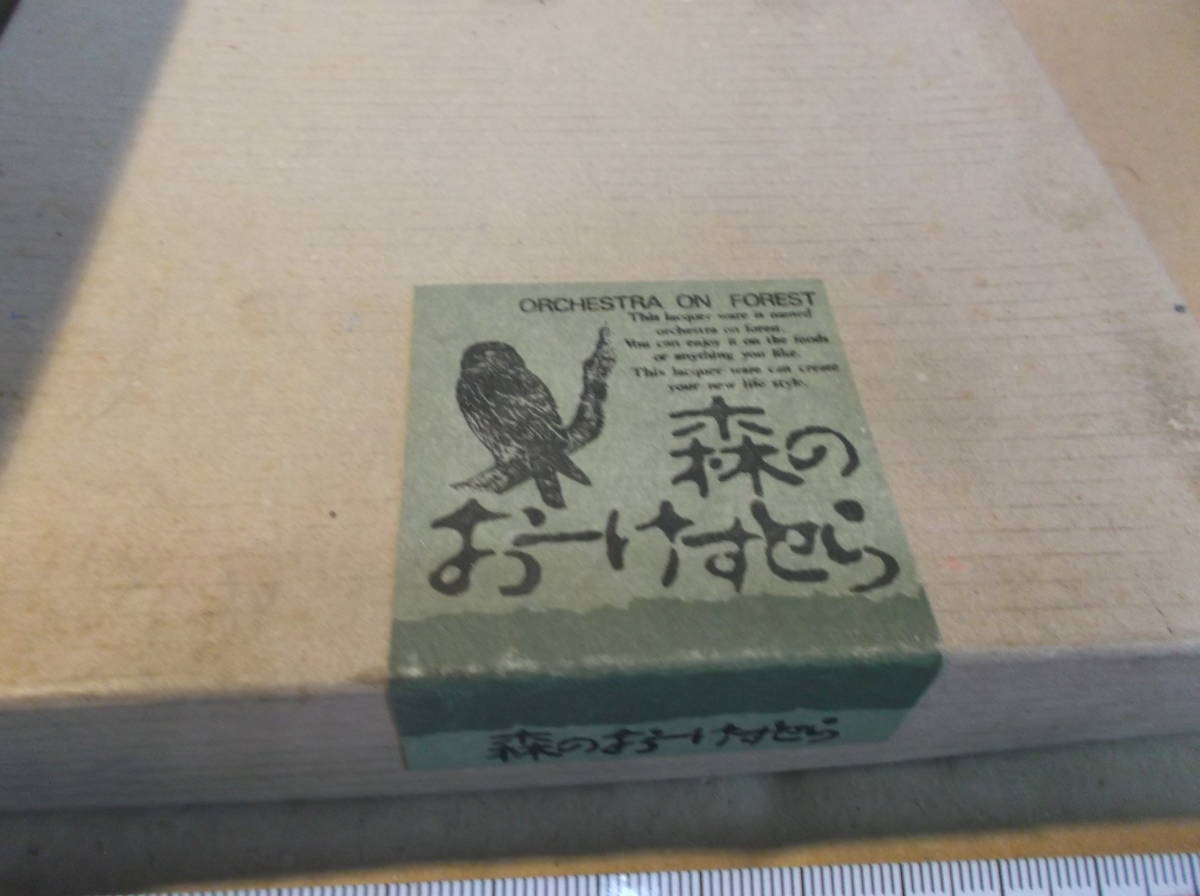 ORCHESTRA ON FOREST
This lacquer ware is named
orchestra on forest.
You can enjoy it on the foods
or anything you like.
This lacquer ware can create
your new life style.
森の
おーけすとら
森のおーけすとら